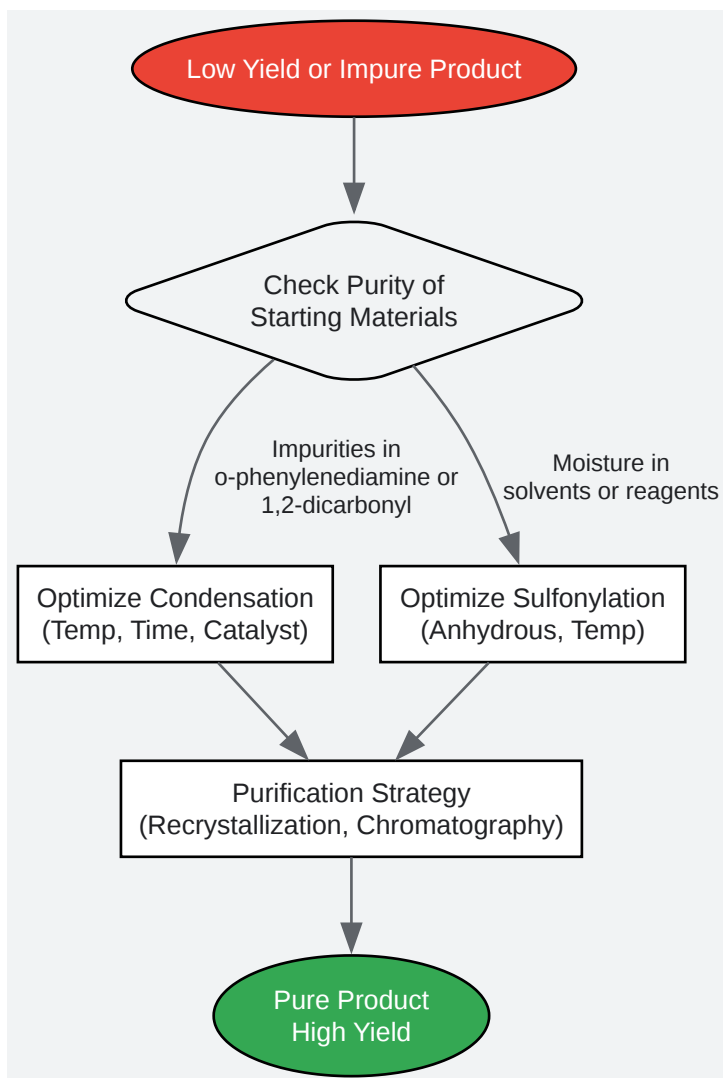 Low Yield or Impure Product
Check Purity of
Starting Materials
Impurities in
o-phenylenediamine or
1,2-dicarbonyl
Moisture in
solvents or reagents
Optimize Condensation
(Temp, Time, Catalyst)
Optimize Sulfonylation
(Anhydrous, Temp)
Purification Strategy
(Recrystallization, Chromatography)
Pure Product
High Yield